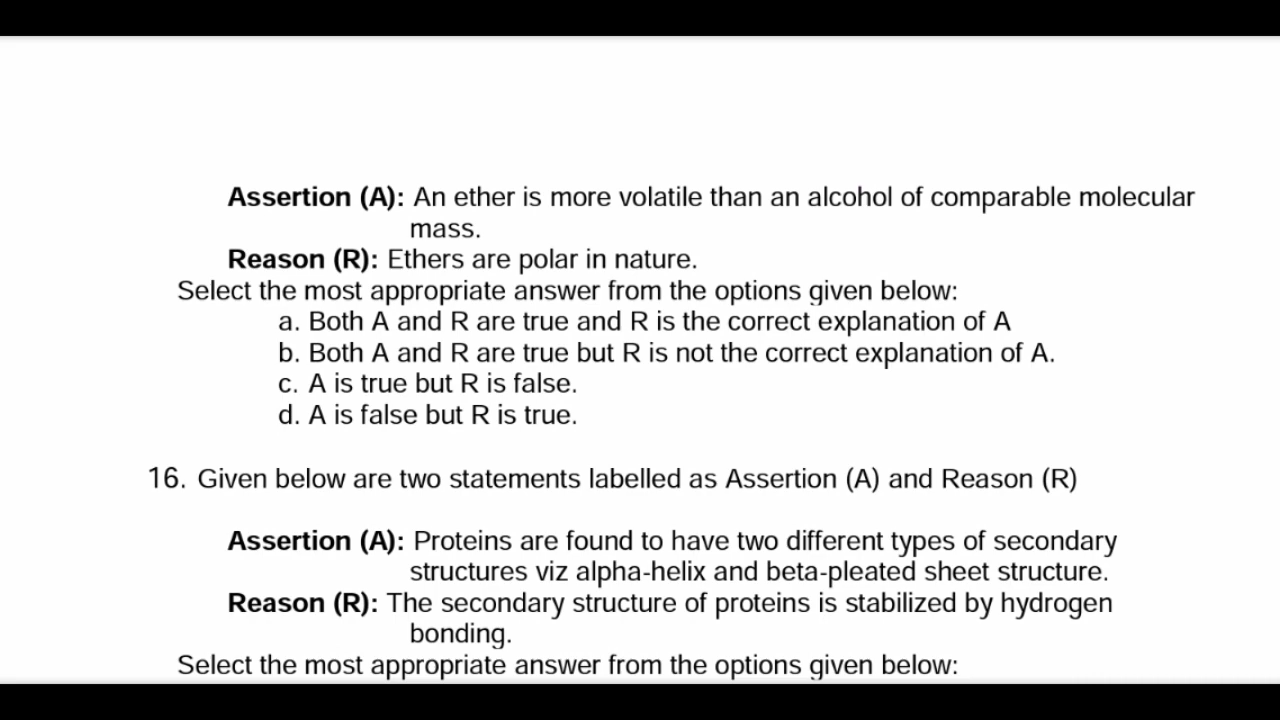 Assertion (A): An ether is more volatile than an alcohol of comparable molecular
mass.
Reason (R): Ethers are polar in nature.
Select the most appropriate answer from the options given below:
a. Both A and R are true and R is the correct explanation of A
b. Both A and R are true but R is not the correct explanation of A.
c. A is true but R is false.
d. A is false but R is true.
16. Given below are two statements labelled as Assertion (A) and Reason (R)
Assertion (A): Proteins are found to have two different types of secondary
structures viz alpha-helix and beta-pleated sheet structure.
Reason (R): The secondary structure of proteins is stabilized by hydrogen
bonding.
Select the most appropriate answer from the options given below: